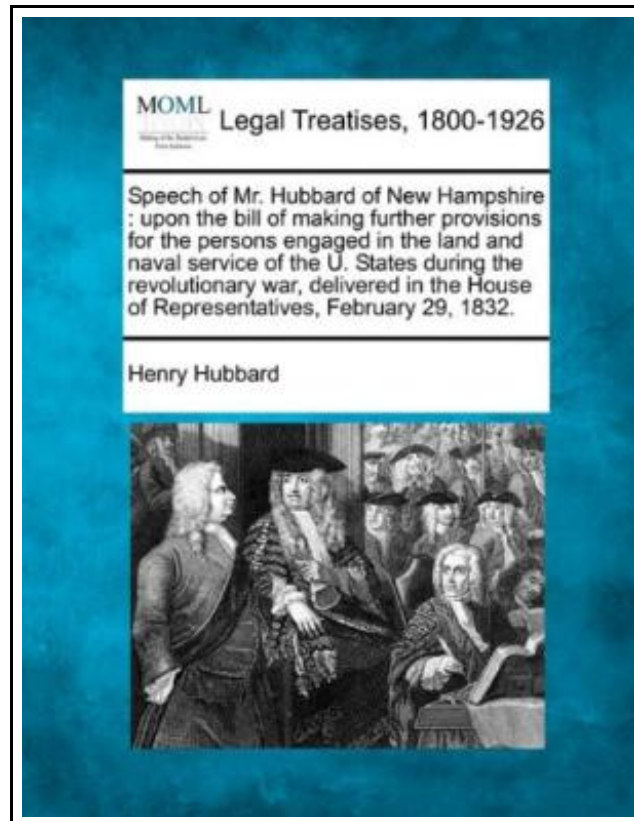 MOML
Legal Treatises, 1800-1926
Speech of Mr. Hubbard of New Hampshire
: upon the bill of making further provisions
for the persons engaged in the land and
naval service of the U. States during the
revolutionary war, delivered in the House
of Representatives, February 29, 1832.
Henry Hubbard